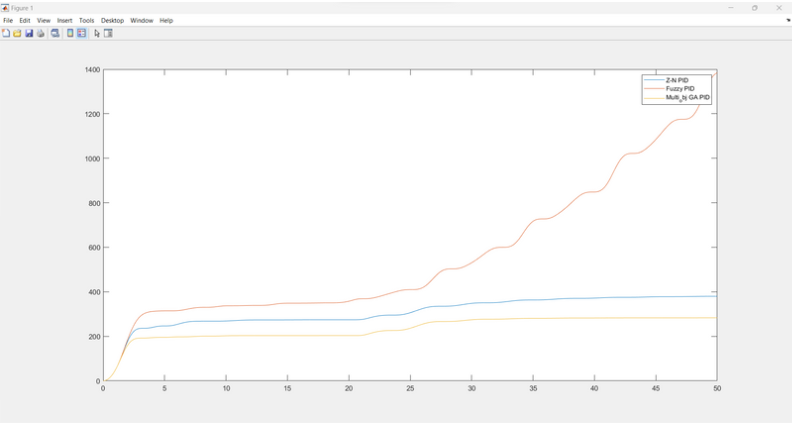 Figure 1
File Edit View Insert Tools Desktop Window Help
1400
1200
1000
800
600
400
200
0
Z-N PID
Fuzzy PID
Multi_bj GA PID
0 5 10 15 20 25 30 35 40 45 50